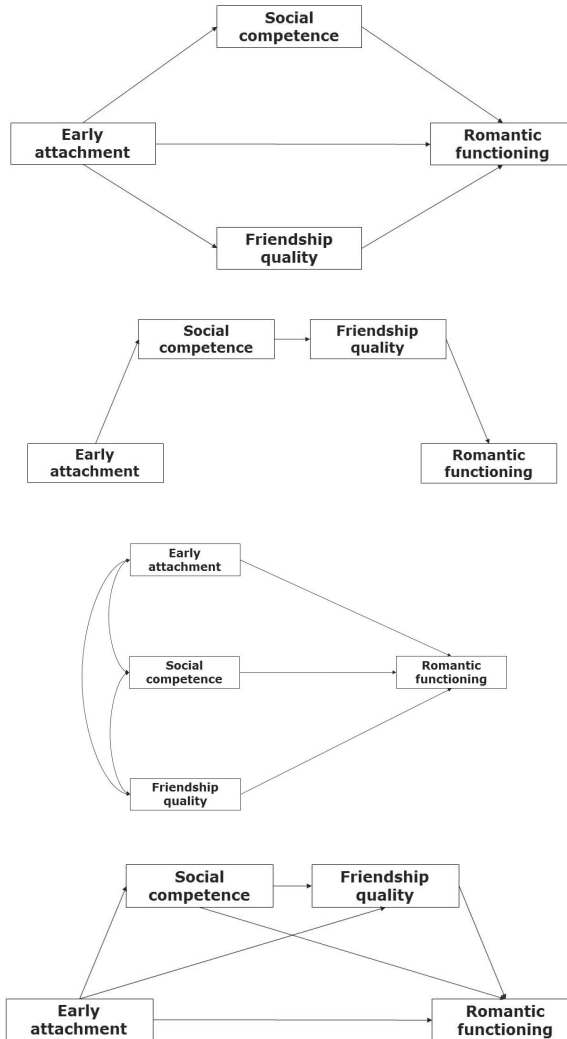 Social
competence
Early
attachment
Romantic
functioning
Friendship
quality
Social
competence
Friendship
quality
Early
attachment
Romantic
functioning
Early
attachment
Social
competence
Romantic
functioning
Friendship
quality
Social
competence
Friendship
quality
Early
attachment
Romantic
functioning